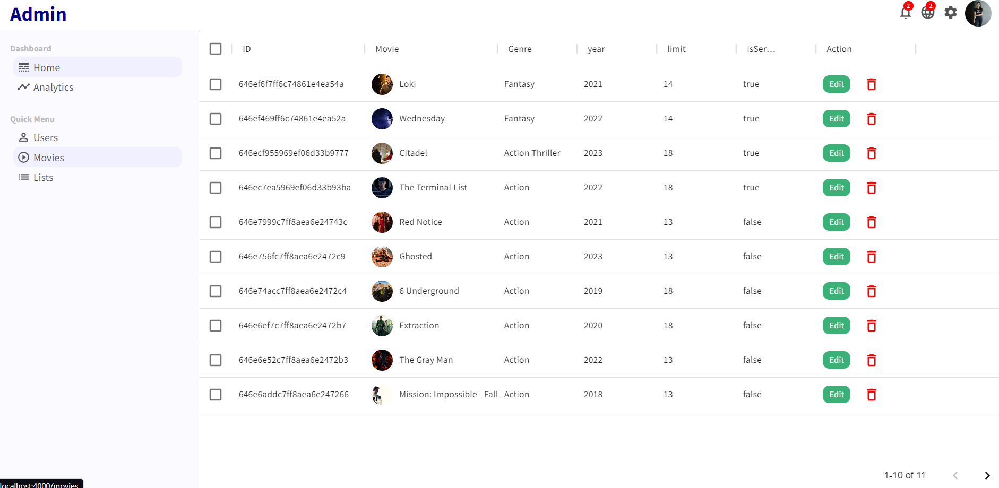 Admin
2 2
Dashboard
Home
Analytics
Quick Menu
Users
Movies
Lists
ID Movie Genre year limit isSer... Action
646ef6f7ff6c74861e4ea54a Loki Fantasy 2021 14 true Edit
646ef469ff6c74861e4ea52a Wednesday Fantasy 2022 14 true Edit
646ecf955969ef06d33b9777 Citadel Action Thriller 2023 18 true Edit
646ec7ea5969ef06d33b93ba The Terminal List Action 2022 18 true Edit
646e7999c7ff8aea6e24743c Red Notice Action 2021 13 false Edit
646e756fc7ff8aea6e2472c9 Ghosted Action 2023 13 false Edit
646e74acc7ff8aea6e2472c4 6 Underground Action 2019 18 false Edit
646e6ef7c7ff8aea6e2472b7 Extraction Action 2020 18 false Edit
646e6e52c7ff8aea6e2472b3 The Gray Man Action 2022 13 false Edit
646e6addc7ff8aea6e247266 Mission: Impossible - Fall Action 2018 13 false Edit
1-10 of 11
localhost:4000/movies